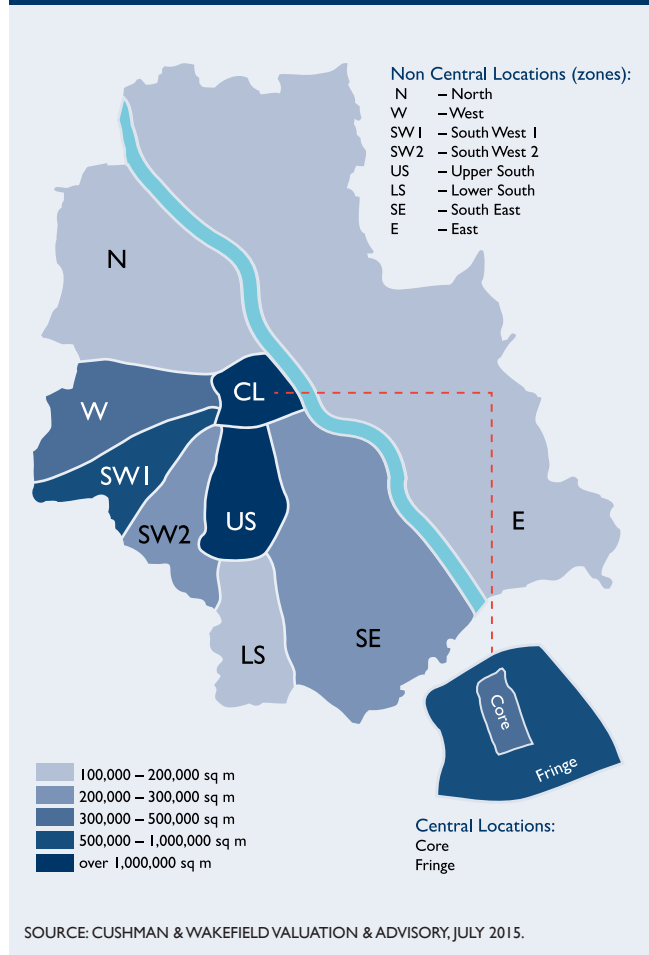 Non Central Locations (zones):
N – North
W – West
SW1 – South West 1
SW2 – South West 2
US – Upper South
LS – Lower South
SE – South East
E – East
N
CL
W
SW1
US
SW2
E
LS
SE
Core
Fringe
100,000 – 200,000 sq m
200,000 – 300,000 sq m
300,000 – 500,000 sq m
500,000 – 1,000,000 sq m
over 1,000,000 sq m
Central Locations:
Core
Fringe
SOURCE: CUSHMAN & WAKEFIELD VALUATION & ADVISORY, JULY 2015.